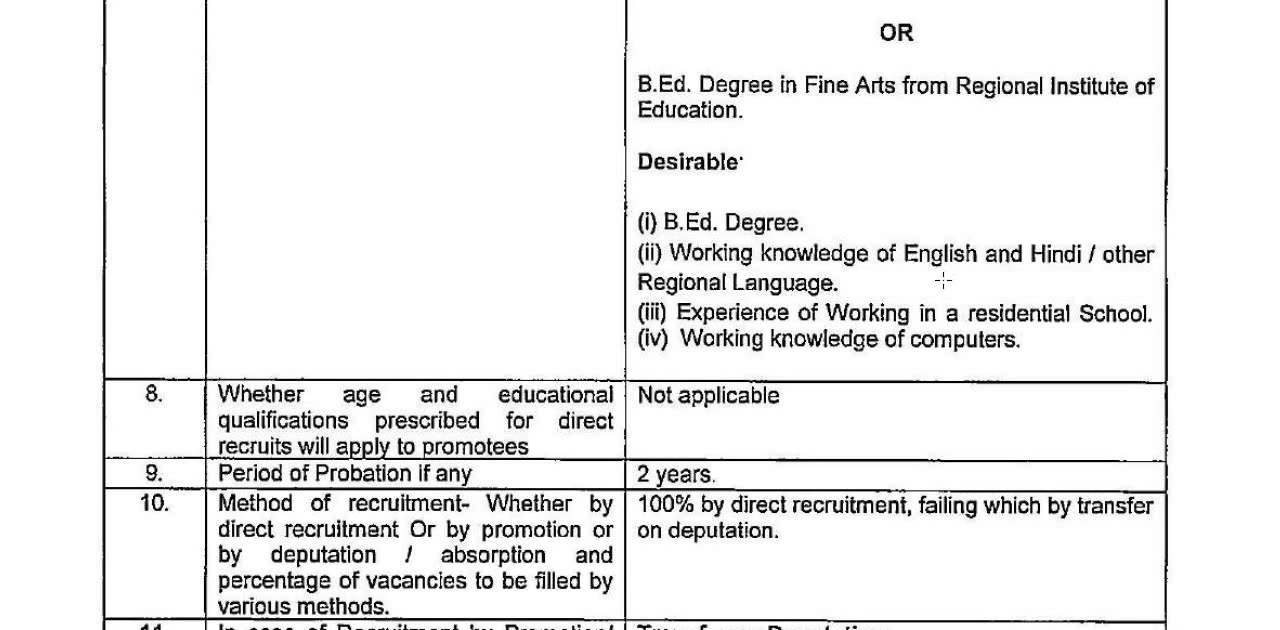 OR
B.Ed. Degree in Fine Arts from Regional Institute of
Education.
Desirable
(i) B.Ed. Degree.
(ii) Working knowledge of English and Hindi / other
Regional Language.
(iii) Experience of Working in a residential School.
(iv) Working knowledge of computers.
8.
Whether age and educational
qualifications prescribed for direct
recruits will apply to promotees
Not applicable
9.
Period of Probation if any
2 years.
10.
Method of recruitment- Whether by
direct recruitment Or by promotion or
by deputation / absorption and
percentage of vacancies to be filled by
various methods.
100% by direct recruitment, failing which by transfer
on deputation.